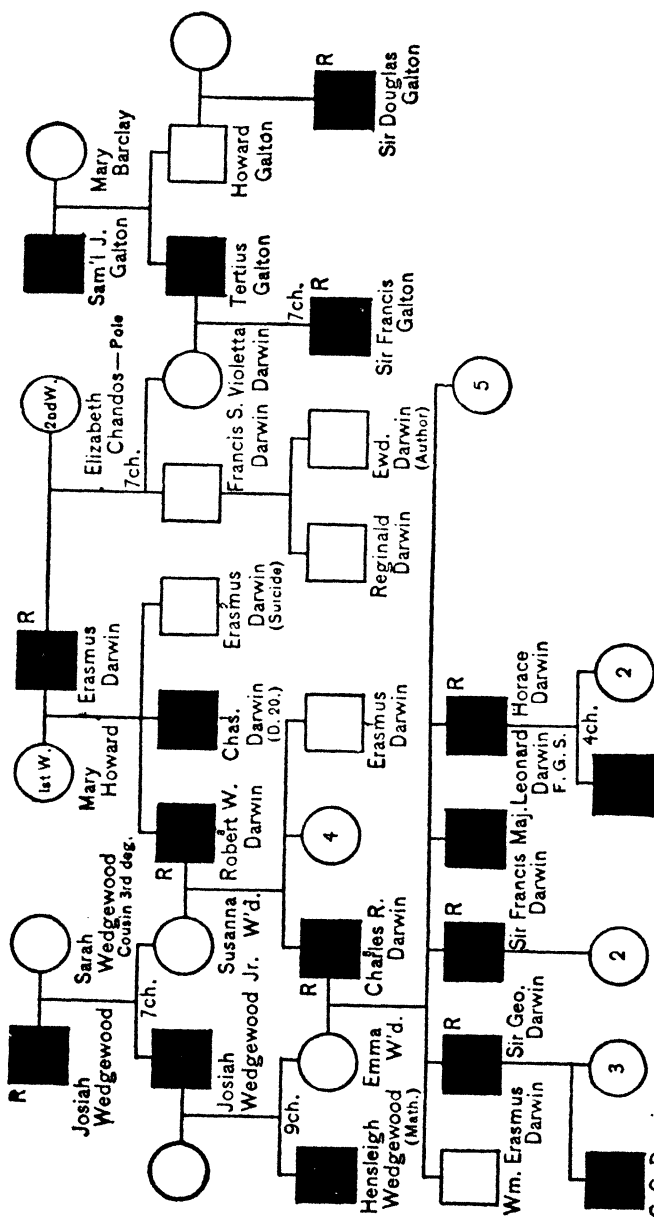 R
Josiah
Wedgewood
Sarah
Wedgewood
Cousin 3rd deg.
7ch.
1st W.
R
2nd W.
Mary
Howard
Erasmus
Darwin
Elizabeth
Chandos—Pole
7ch.
Sam'l J.
Galton
Mary
Barclay
Josiah
Wedgewood Jr.
Susanna
W'd.
R
Robert W.
Darwin
Chas.
Darwin
(D. 20.)
Erasmus
Darwin
(Suicide)
Francis S.
Darwin
Violetta
Darwin
Tertius
Galton
Howard
Galton
9ch.
Hensleigh
Wedgewood
(Math.)
Emma
W'd.
R
Charles R.
Darwin
4
Erasmus
Darwin
Reginald
Darwin
Ewd.
Darwin
(Author)
7ch.
R
Sir Francis
Galton
R
Sir Douglas
Galton
Wm. Erasmus
Darwin
R
Sir Geo.
Darwin
R
Sir Francis
Darwin
Maj. Leonard
Darwin
F. G. S.
R
Horace
Darwin
5
3
2
4ch.
2